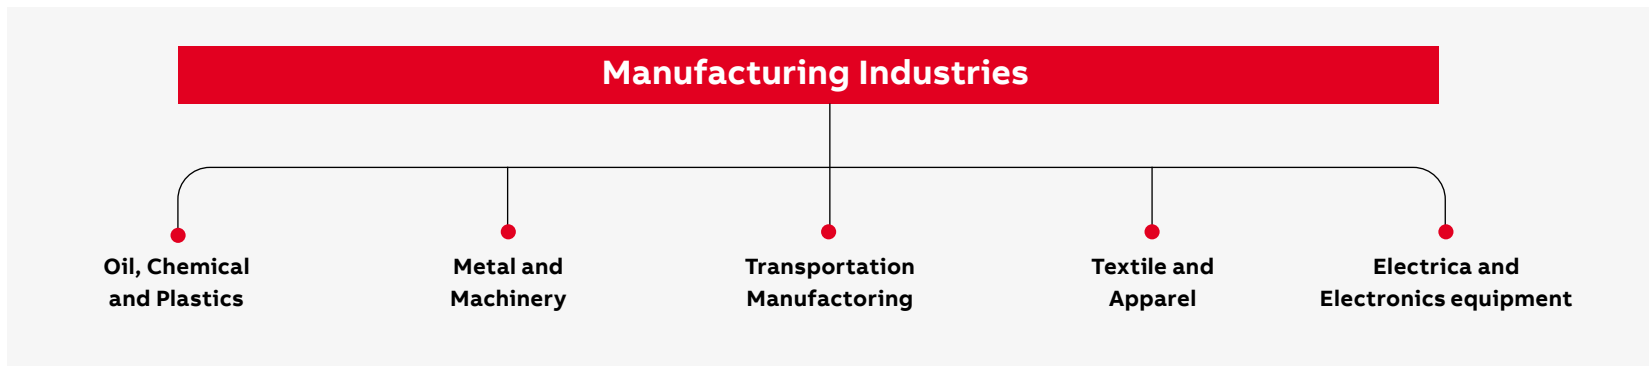 Manufacturing Industries
Oil, Chemical
and Plastics
Metal and
Machinery
Transportation
Manufactoring
Textile and
Apparel
Electrica and
Electronics equipment